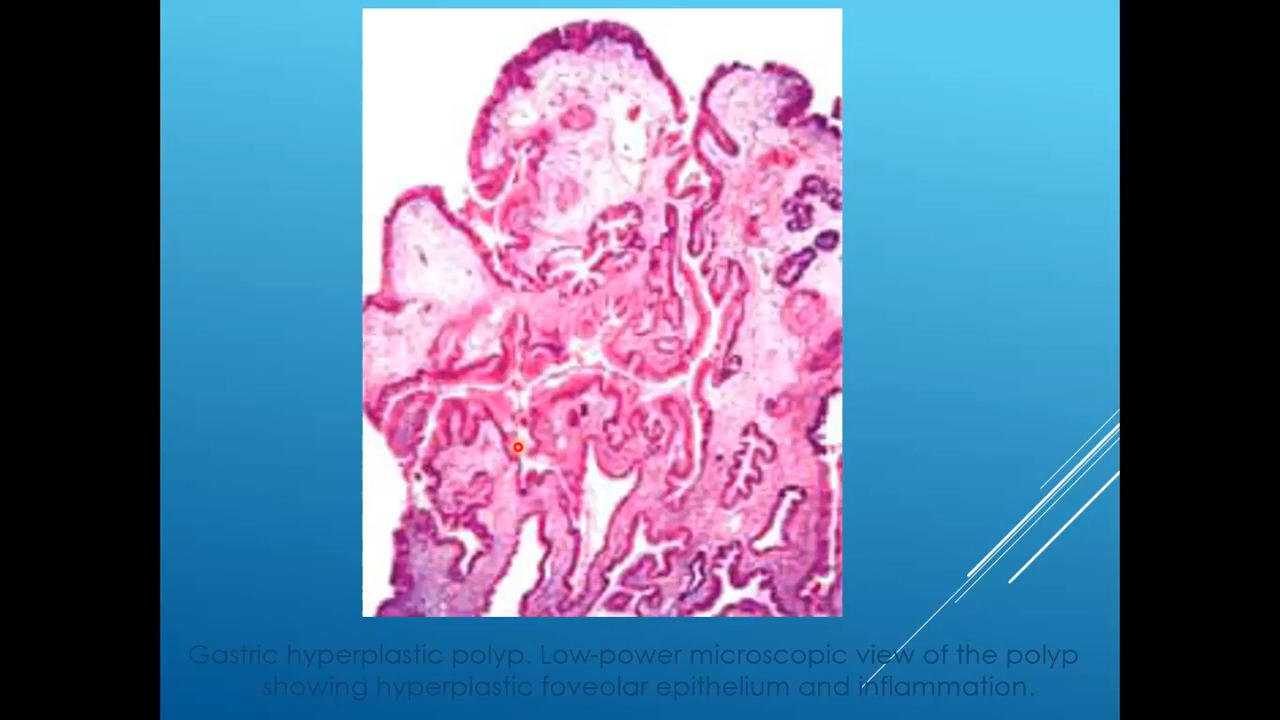 Gastric hyperplastic polyp. Low-power microscopic view of the polyp
showing hyperplastic foveolar epithelium and inflammation.